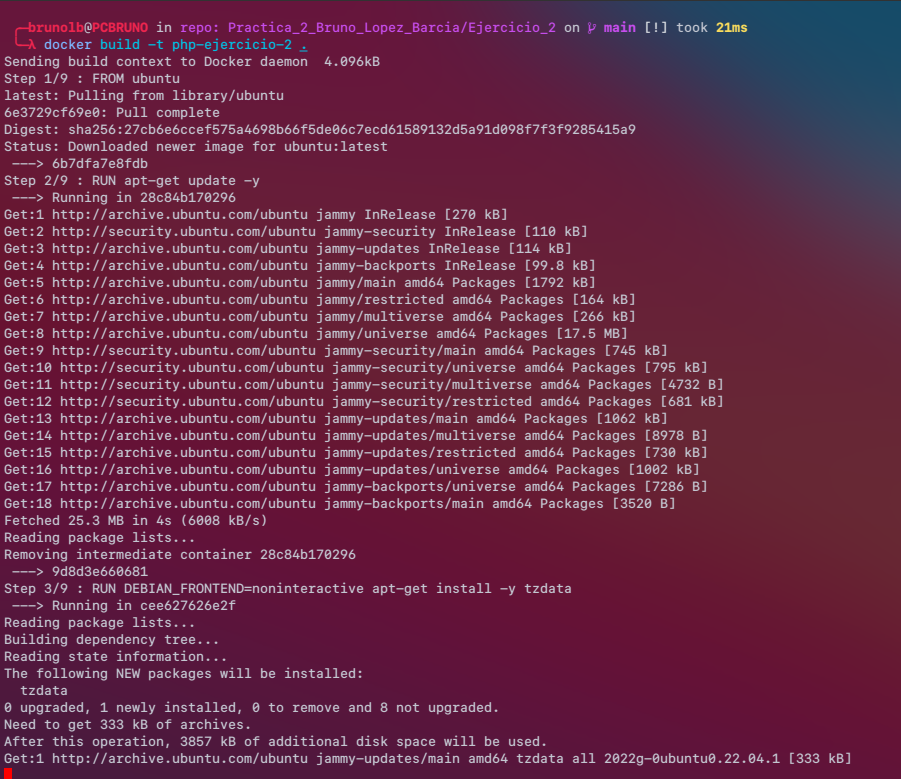 brunolb@PCBRUNO in repo: Practica_2_Bruno_Lopez_Barcia/Ejercicio_2 on main [!] took 21ms
λ docker build -t php-ejercicio-2 .
Sending build context to Docker daemon  4.096kB
Step 1/9 : FROM ubuntu
latest: Pulling from library/ubuntu
6e3729cf69e0: Pull complete
Digest: sha256:27cb6e6ccef575a4698b66f5de06c7ecd61589132d5a91d098f7f3f9285415a9
Status: Downloaded newer image for ubuntu:latest
 ---> 6b7dfa7e8fdb
Step 2/9 : RUN apt-get update -y
 ---> Running in 28c84b170296
Get:1 http://archive.ubuntu.com/ubuntu jammy InRelease [270 kB]
Get:2 http://security.ubuntu.com/ubuntu jammy-security InRelease [110 kB]
Get:3 http://archive.ubuntu.com/ubuntu jammy-updates InRelease [114 kB]
Get:4 http://archive.ubuntu.com/ubuntu jammy-backports InRelease [99.8 kB]
Get:5 http://archive.ubuntu.com/ubuntu jammy/main amd64 Packages [1792 kB]
Get:6 http://archive.ubuntu.com/ubuntu jammy/restricted amd64 Packages [164 kB]
Get:7 http://archive.ubuntu.com/ubuntu jammy/multiverse amd64 Packages [266 kB]
Get:8 http://archive.ubuntu.com/ubuntu jammy/universe amd64 Packages [17.5 MB]
Get:9 http://security.ubuntu.com/ubuntu jammy-security/main amd64 Packages [745 kB]
Get:10 http://security.ubuntu.com/ubuntu jammy-security/universe amd64 Packages [795 kB]
Get:11 http://security.ubuntu.com/ubuntu jammy-security/multiverse amd64 Packages [4732 B]
Get:12 http://security.ubuntu.com/ubuntu jammy-security/restricted amd64 Packages [681 kB]
Get:13 http://archive.ubuntu.com/ubuntu jammy-updates/main amd64 Packages [1062 kB]
Get:14 http://archive.ubuntu.com/ubuntu jammy-updates/multiverse amd64 Packages [8978 B]
Get:15 http://archive.ubuntu.com/ubuntu jammy-updates/restricted amd64 Packages [730 kB]
Get:16 http://archive.ubuntu.com/ubuntu jammy-updates/universe amd64 Packages [1002 kB]
Get:17 http://archive.ubuntu.com/ubuntu jammy-backports/universe amd64 Packages [7286 B]
Get:18 http://archive.ubuntu.com/ubuntu jammy-backports/main amd64 Packages [3520 B]
Fetched 25.3 MB in 4s (6008 kB/s)
Reading package lists...
Removing intermediate container 28c84b170296
 ---> 9d8d3e660681
Step 3/9 : RUN DEBIAN_FRONTEND=noninteractive apt-get install -y tzdata
 ---> Running in cee627626e2f
Reading package lists...
Building dependency tree...
Reading state information...
The following NEW packages will be installed:
  tzdata
0 upgraded, 1 newly installed, 0 to remove and 8 not upgraded.
Need to get 333 kB of archives.
After this operation, 3857 kB of additional disk space will be used.
Get:1 http://archive.ubuntu.com/ubuntu jammy-updates/main amd64 tzdata all 2022g-0ubuntu0.22.04.1 [333 kB]